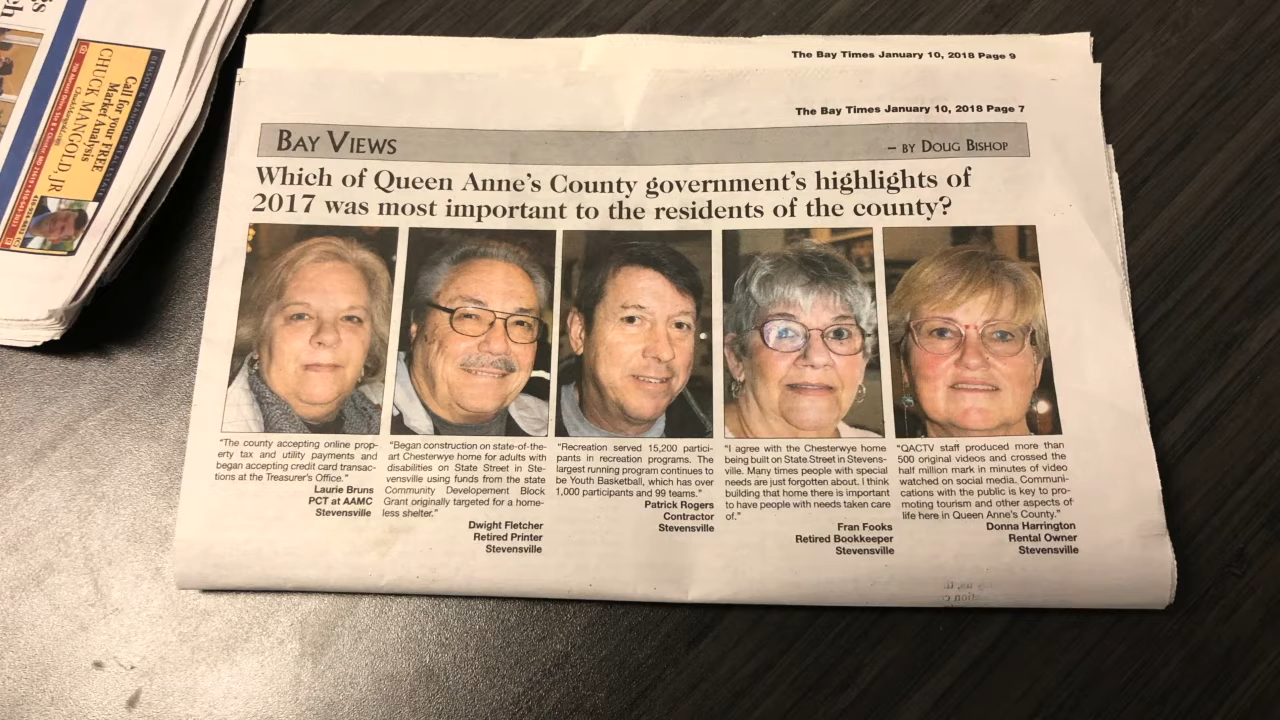 The Bay Times January 10, 2018 Page 9
The Bay Times January 10, 2018 Page 7
BAY VIEWS
– BY DOUG BISHOP
Which of Queen Anne's County government's highlights of
2017 was most important to the residents of the county?
"The county accepting online prop-
erty tax and utility payments and
began accepting credit card transac-
tions at the Treasurer's Office."
Laurie Bruns
PCT at AAMC
Stevensville
"Began construction on state-of-the-
art Chesterwye home for adults with
disabilities on State Street in Ste-
vensville using funds from the state
Community Developement Block
Grant originally targeted for a home-
less shelter."
Dwight Fletcher
Retired Printer
Stevensville
"Recreation served 15,200 partici-
pants in recreation programs. The
largest running program continues to
be Youth Basketball, which has over
1,000 participants and 99 teams."
Patrick Rogers
Contractor
Stevensville
"I agree with the Chesterwye home
being built on State Street in Stevens-
ville. Many times people with special
needs are just forgotten about. I think
building that home there is important
to have people with needs taken care
of."
Fran Fooks
Retired Bookkeeper
Stevensville
"QACTV staff produced more than
500 original videos and crossed the
half million mark in minutes of video
watched on social media. Communi-
cations with the public is key to pro-
moting tourism and other aspects of
life here in Queen Anne's County."
Donna Harrington
Rental Owner
Stevensville
BENSON & MANGOLD REAL ESTATE
Call for your FREE
Market Analysis
CHUCK MANGOLD, JR